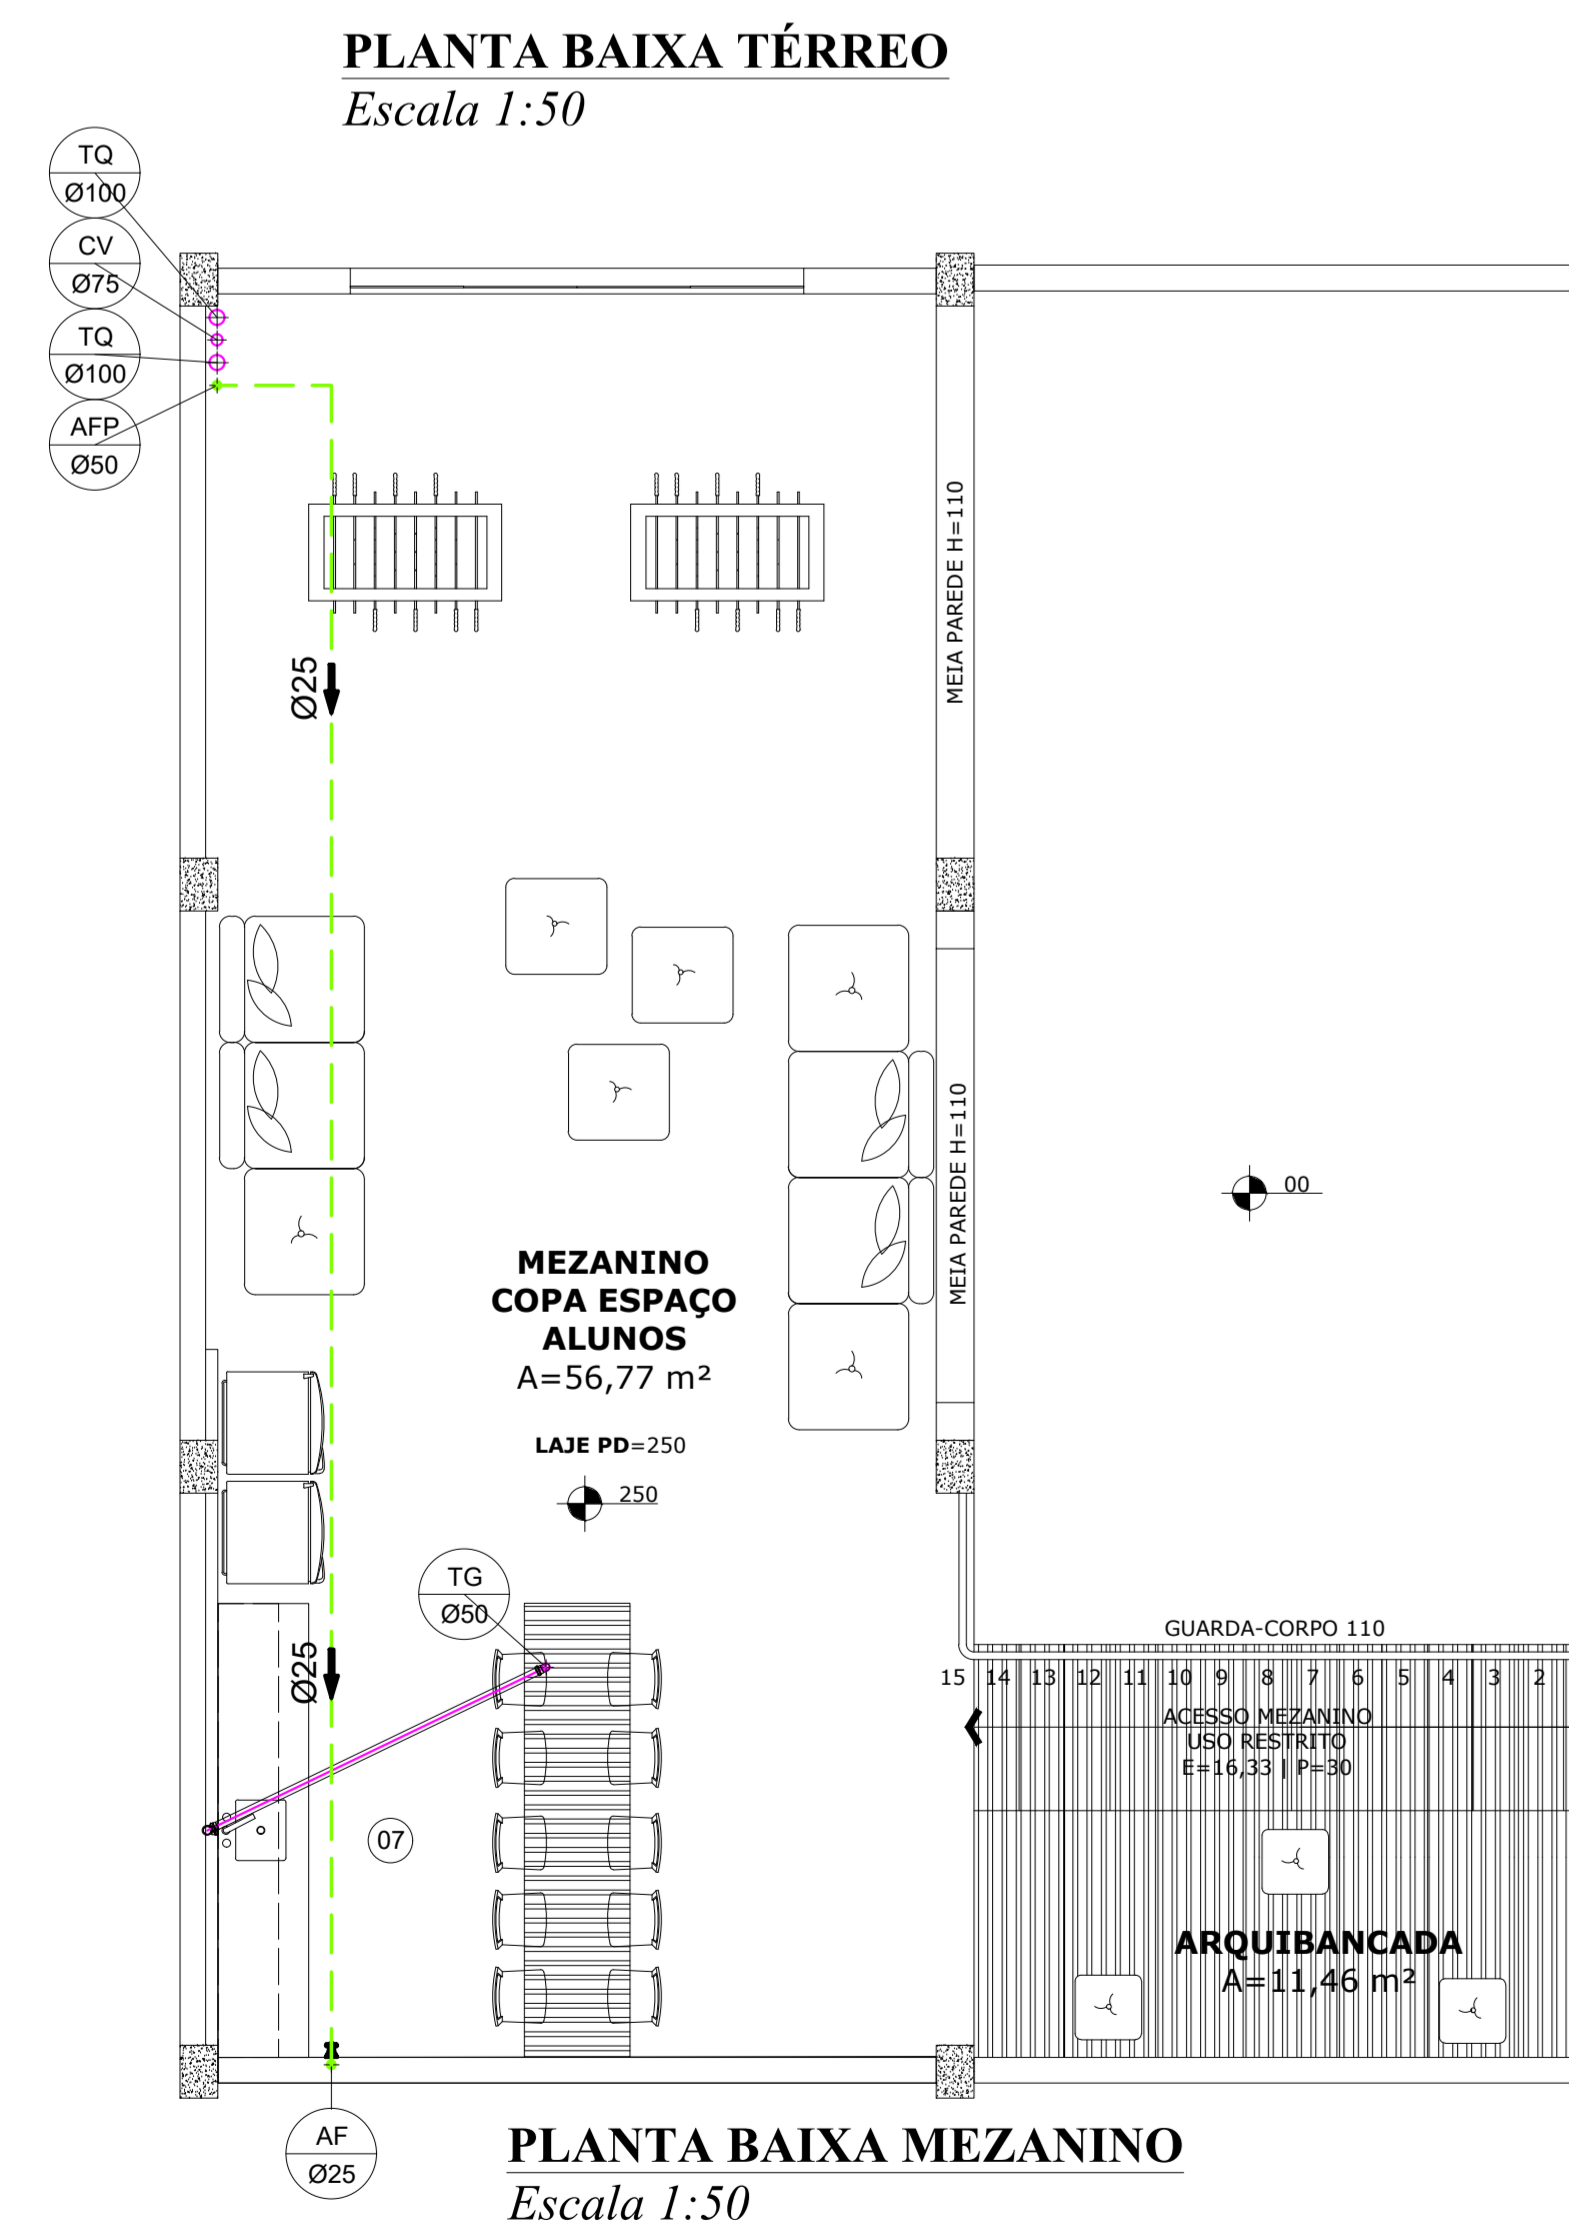 PLANTA BAIXA TÉRREO
Escala 1:50
TQ
Ø100
CV
Ø75
TQ
Ø100
AFP
Ø50
MEIA PAREDE H=110
Ø25
MEIA PAREDE H=110
00
MEZANINO
COPA ESPAÇO
ALUNOS
A=56,77 m²
LAJE PD=250
250
TG
Ø50
GUARDA-CORPO 110
Ø25
15 14 13 12 11 10 9 8 7 6 5 4 3 2
ACESSO MEZANINO
USO RESTRITO
E=16,33 | P=30
07
ARQUIBANCADA
A=11,46 m²
AF
Ø25
PLANTA BAIXA MEZANINO
Escala 1:50